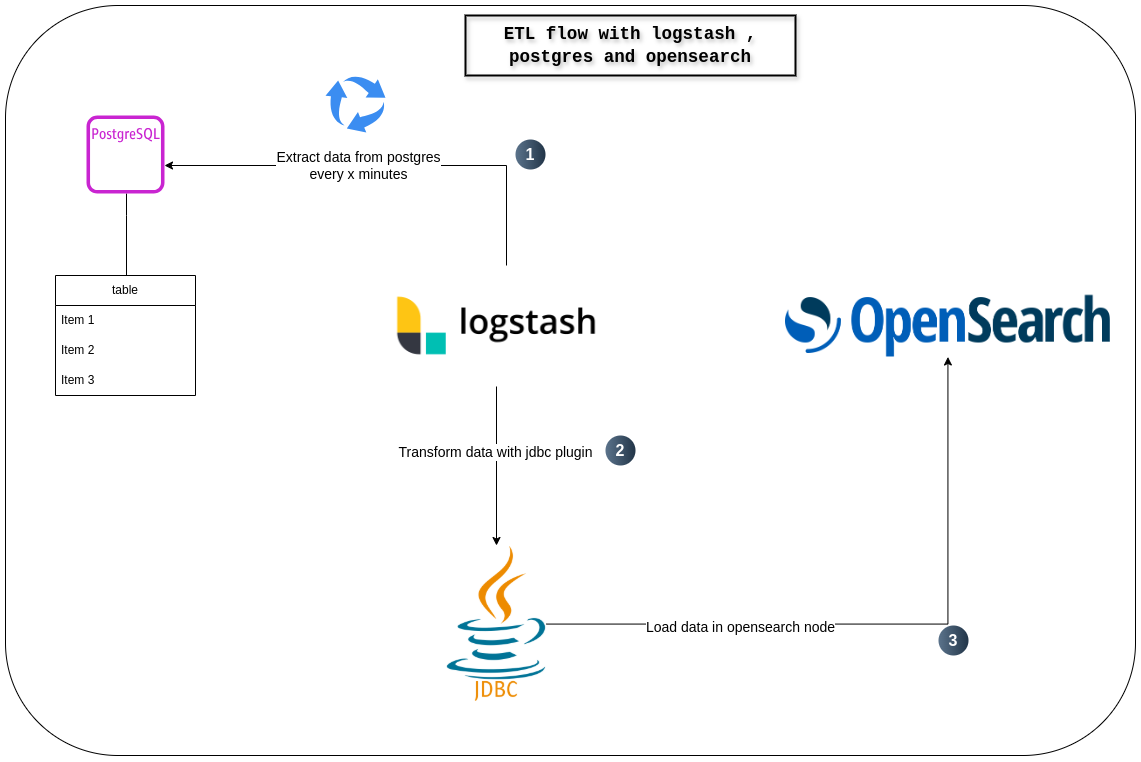 ETL flow with logstash ,
postgres and opensearch
PostgreSQL
Extract data from postgres
every x minutes
1
table
Item 1
Item 2
Item 3
logstash
OpenSearch
Transform data with jdbc plugin
2
JDBC
Load data in opensearch node
3